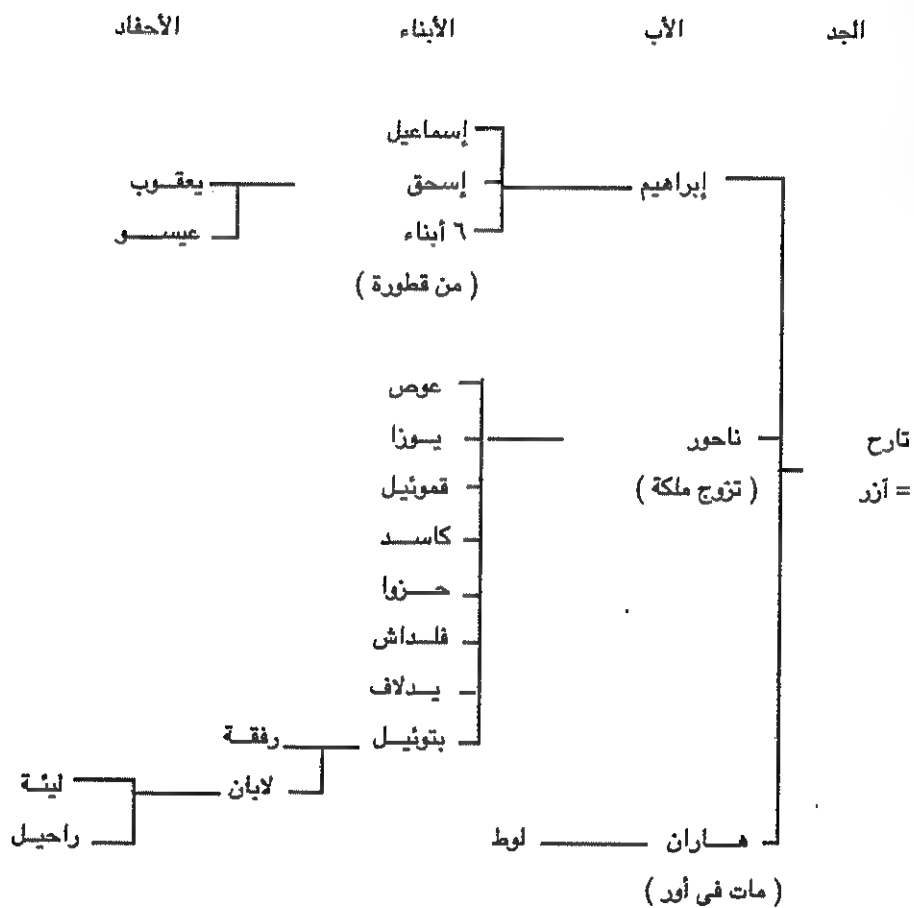 الجد الأب الأبناء الأحفاد
إسماعيل
إبراهيم إسحق يعقوب
٦ أبناء عيسو
( من قطورة )
عوص
تارح ناحور يوزا
= آزر ( تزوج ملكة ) قموئيل
كاسد
حزوا
فلداش
يدلاف
بتوئيل رفقة
لابان ليئة
هاران لوط راحيل
( مات في أور )